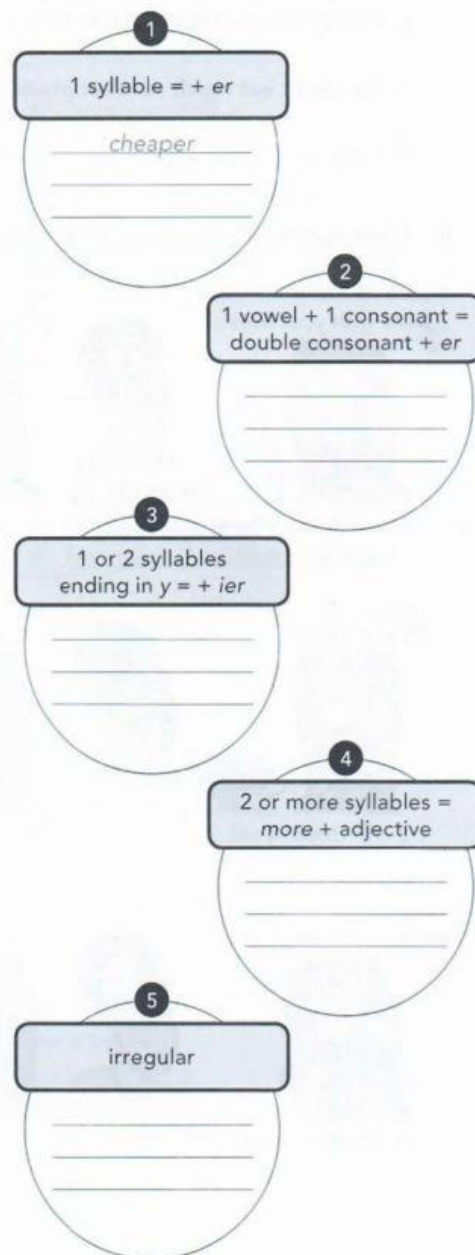 1
1 syllable = + er
cheaper
2
1 vowel + 1 consonant =
double consonant + er
3
1 or 2 syllables
ending in y = + ier
4
2 or more syllables =
more + adjective
5
irregular